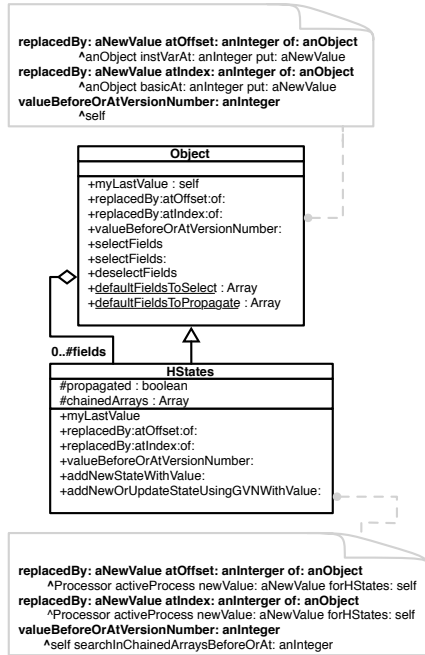 replacedBy: aNewValue atOffset: anInteger of: anObject
^anObject instVarAt: anInteger put: aNewValue
replacedBy: aNewValue atIndex: anInteger of: anObject
^anObject basicAt: anInteger put: aNewValue
valueBeforeOrAtVersionNumber: anInteger
^self
Object
+myLastValue : self
+replacedBy:atOffset:of:
+replacedBy:atIndex:of:
+valueBeforeOrAtVersionNumber:
+selectFields
+selectFields:
+deselectFields
+defaultFieldsToSelect : Array
+defaultFieldsToPropagate : Array
0..#fields
HStates
#propagated : boolean
#chainedArrays : Array
+myLastValue
+replacedBy:atOffset:of:
+replacedBy:atIndex:of:
+valueBeforeOrAtVersionNumber:
+addNewStateWithValue:
+addNewOrUpdateStateUsingGVNWithValue:
replacedBy: aNewValue atOffset: anInterger of: anObject
^Processor activeProcess newValue: aNewValue forHStates: self
replacedBy: aNewValue atIndex: anInterger of: anObject
^Processor activeProcess newValue: aNewValue forHStates: self
valueBeforeOrAtVersionNumber: anInteger
^self searchInChainedArraysBeforeOrAt: anInteger